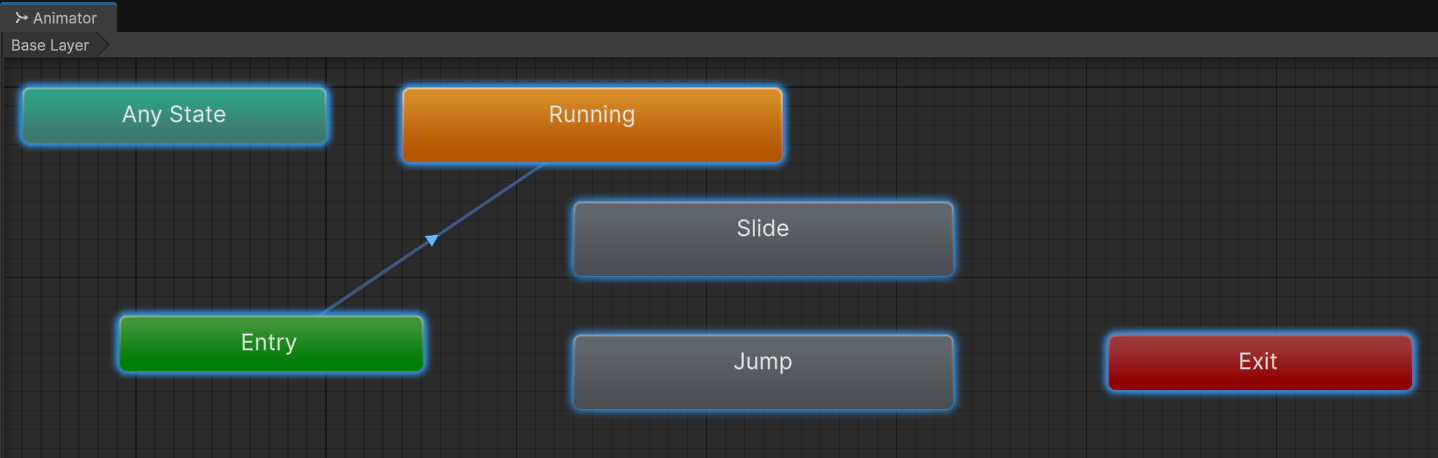 Animator
Base Layer
Any State
Running
Slide
Entry
Jump
Exit